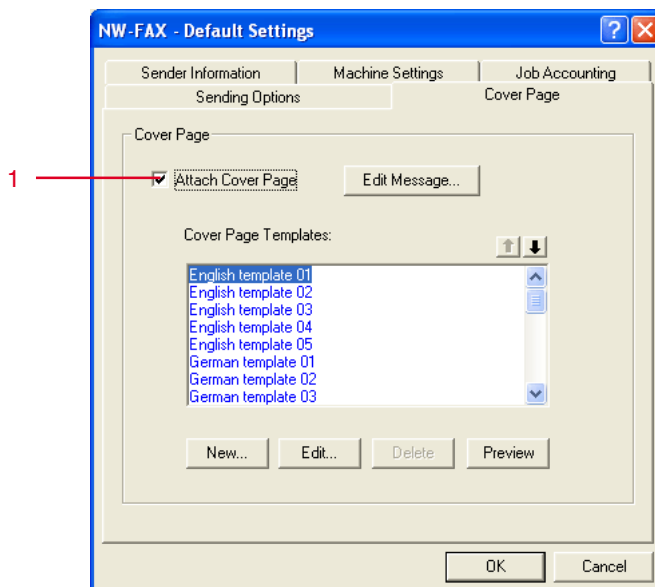 NW-FAX - Default Settings
Sender Information Machine Settings Job Accounting
Sending Options Cover Page
Cover Page
1 Attach Cover Page Edit Message...
Cover Page Templates:
English template 01
English template 02
English template 03
English template 04
English template 05
German template 01
German template 02
German template 03
New... Edit... Delete Preview
OK Cancel